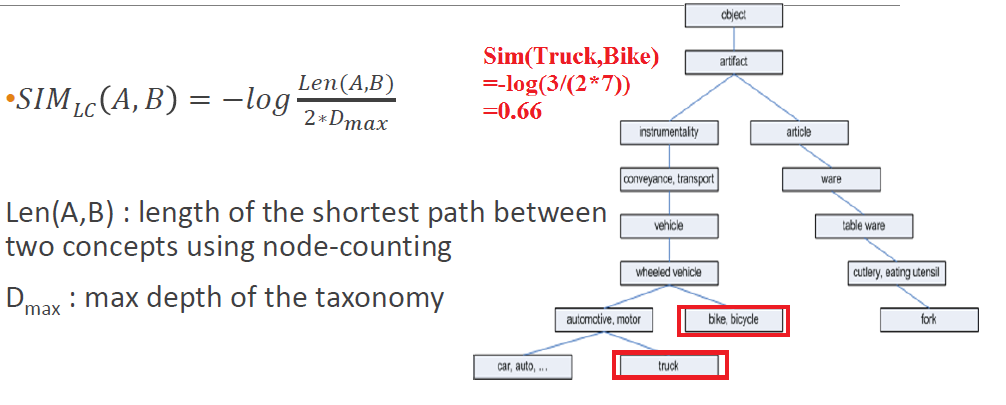 •SIM_LC(A, B) = −log Len(A,B) / 2∗D_max
Len(A,B) : length of the shortest path between
two concepts using node-counting
D_max : max depth of the taxonomy
Sim(Truck,Bike)
=-log(3/(2*7))
=0.66
object
artifact
instrumentality
article
conveyance, transport
ware
vehicle
table ware
wheeled vehicle
cutlery, eating utensil
automotive, motor
bike, bicycle
fork
car, auto, ...
truck